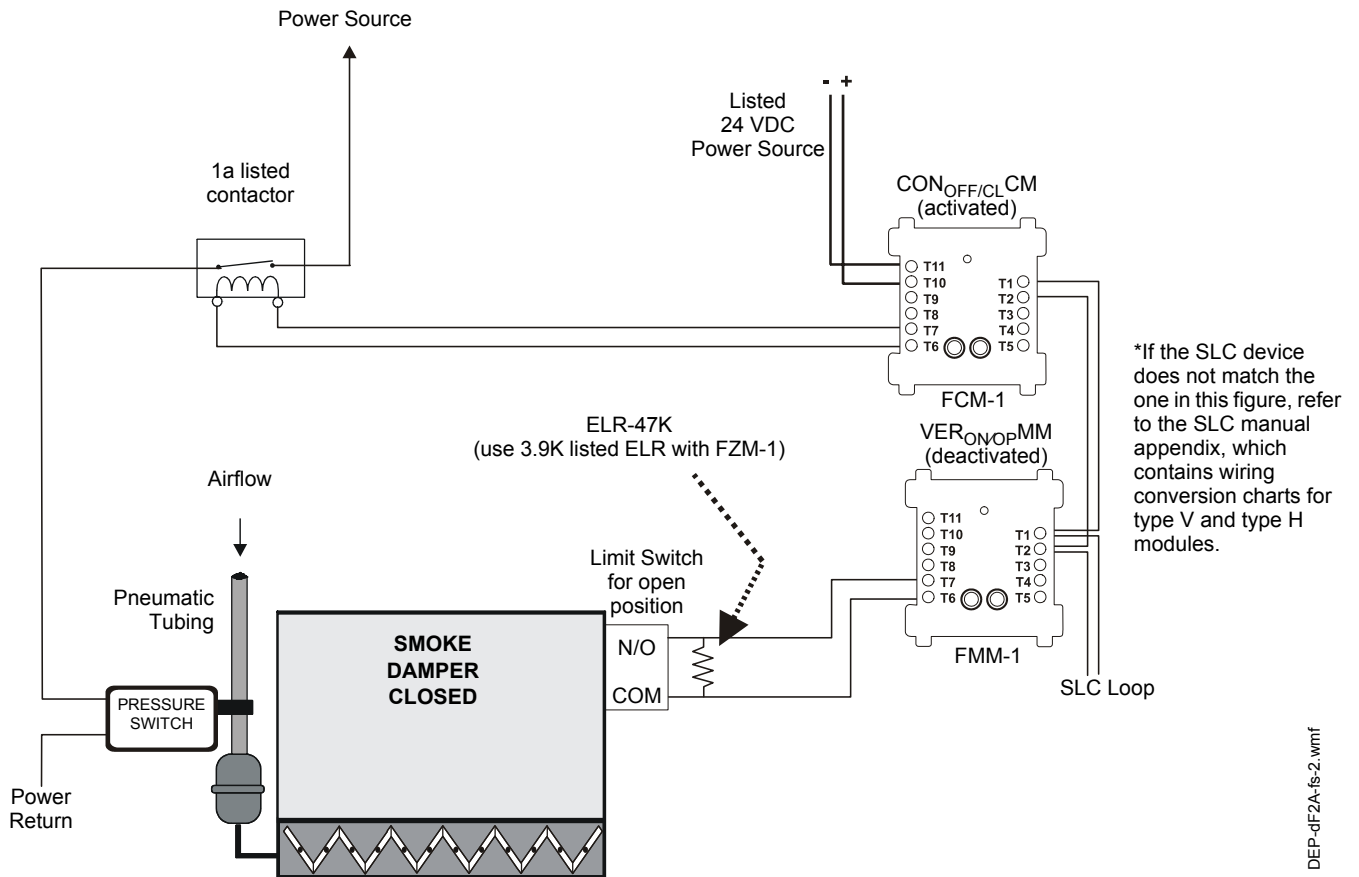 Power Source
- +
Listed
24 VDC
Power Source
1a listed
contactor
CONOFF/CLCM
(activated)
T11
T10
T9
T8
T7
T6
T1
T2
T3
T4
T5
FCM-1
*If the SLC device
does not match the
one in this figure, refer
to the SLC manual
appendix, which
contains wiring
conversion charts for
type V and type H
modules.
ELR-47K
(use 3.9K listed ELR with FZM-1)
VERON/OPMM
(deactivated)
T11
T10
T9
T8
T7
T6
T1
T2
T3
T4
T5
FMM-1
SLC Loop
Airflow
Pneumatic
Tubing
Limit Switch
for open
position
N/O
COM
SMOKE
DAMPER
CLOSED
PRESSURE
SWITCH
Power
Return
DEP-dF2A-fs-2.wmf